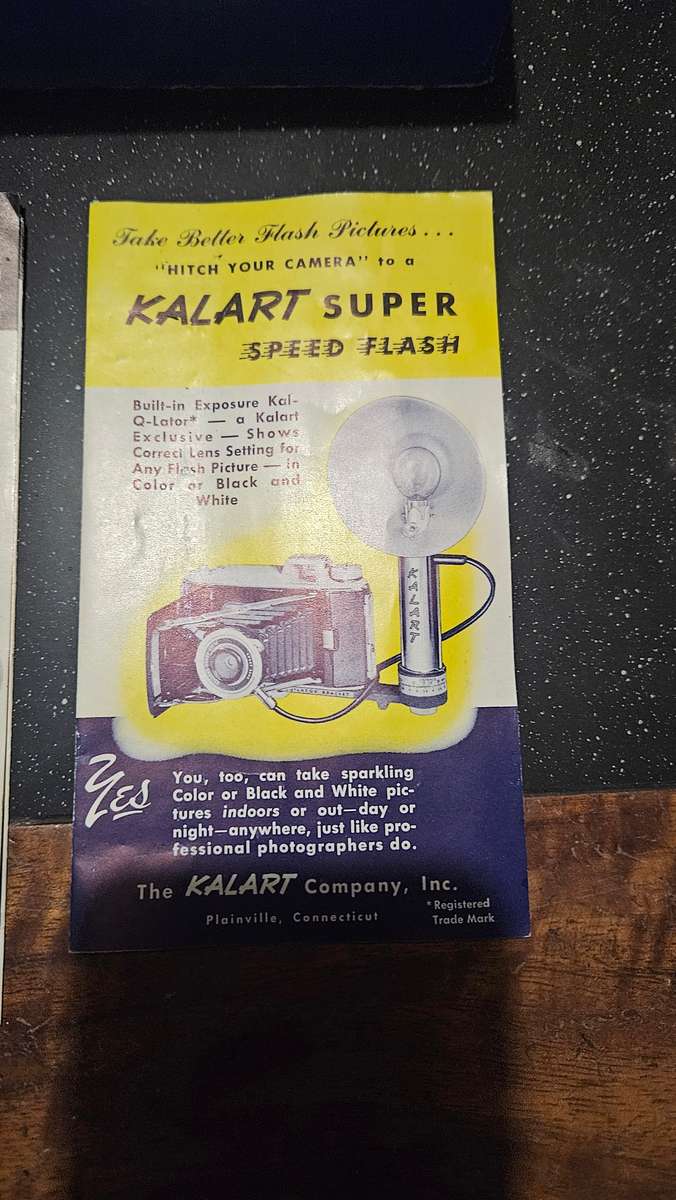 Take Better Flash Pictures...
"HITCH YOUR CAMERA" to a
KALART SUPER
SPEED FLASH
Built-in Exposure Kal-
Q-Lator* — a Kalart
Exclusive — Shows
Correct Lens Setting for
Any Flash Picture — in
Color or Black and
White
KALART
Yes
You, too, can take sparkling
Color or Black and White pic-
tures indoors or out—day or
night—anywhere, just like pro-
fessional photographers do.
The KALART Company, Inc.
Plainville, Connecticut
*Registered
Trade Mark